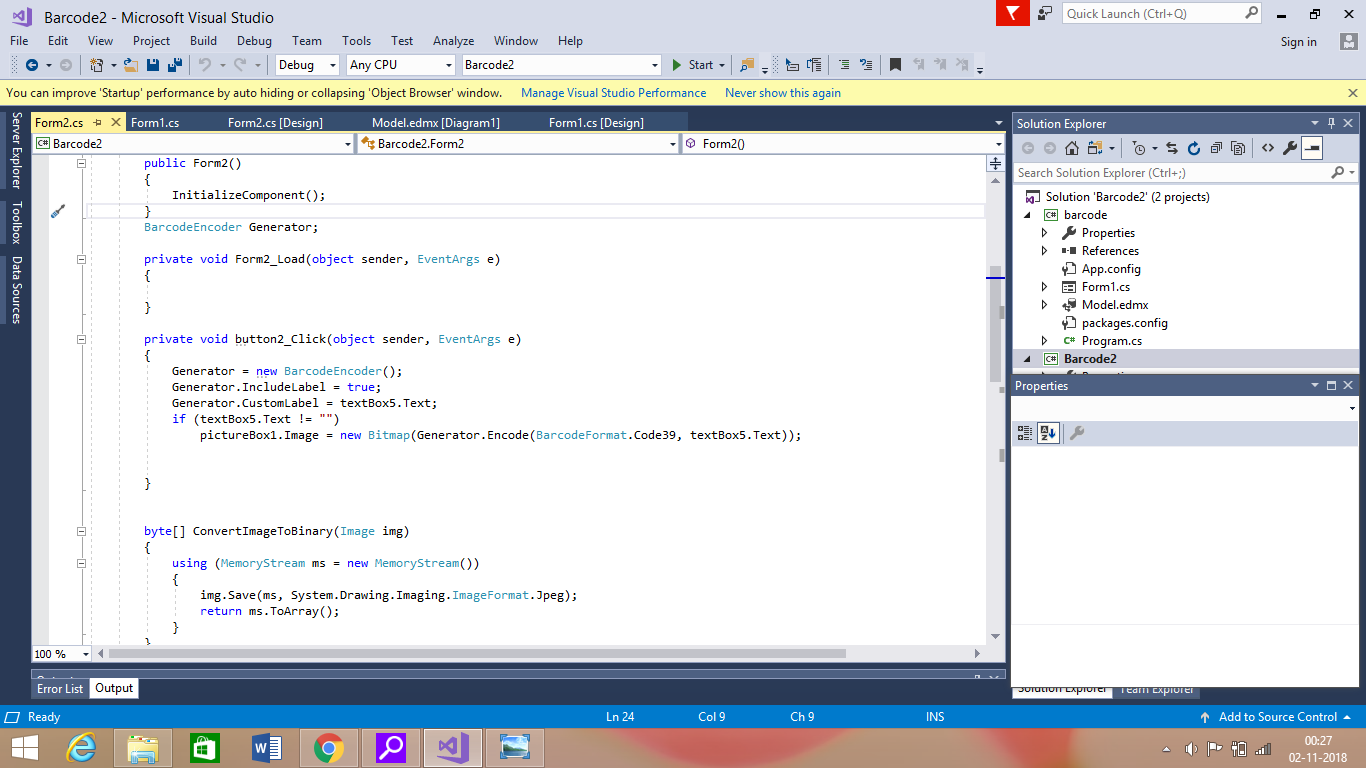 Barcode2 - Microsoft Visual Studio
Quick Launch (Ctrl+Q)
File Edit View Project Build Debug Team Tools Test Analyze Window Help
Sign in
Debug Any CPU Barcode2 Start
You can improve 'Startup' performance by auto hiding or collapsing 'Object Browser' window. Manage Visual Studio Performance Never show this again
Server Explorer
Toolbox
Data Sources
Form2.cs Form1.cs Form2.cs [Design] Model.edmx [Diagram1] Form1.cs [Design]
Barcode2 Barcode2.Form2 Form2()
public Form2()
{
InitializeComponent();
}
BarcodeEncoder Generator;
private void Form2_Load(object sender, EventArgs e)
{
}
private void button2_Click(object sender, EventArgs e)
{
Generator = new BarcodeEncoder();
Generator.IncludeLabel = true;
Generator.CustomLabel = textBox5.Text;
if (textBox5.Text != "")
pictureBox1.Image = new Bitmap(Generator.Encode(BarcodeFormat.Code39, textBox5.Text));
}
byte[] ConvertImageToBinary(Image img)
{
using (MemoryStream ms = new MemoryStream())
{
img.Save(ms, System.Drawing.Imaging.ImageFormat.Jpeg);
return ms.ToArray();
}
}
100 %
Error List Output
Solution Explorer
Search Solution Explorer (Ctrl+;)
Solution 'Barcode2' (2 projects)
barcode
Properties
References
App.config
Form1.cs
Model.edmx
packages.config
Program.cs
Barcode2
Properties
Solution Explorer Team Explorer
Ready Ln 24 Col 9 Ch 9 INS Add to Source Control
00:27
02-11-2018